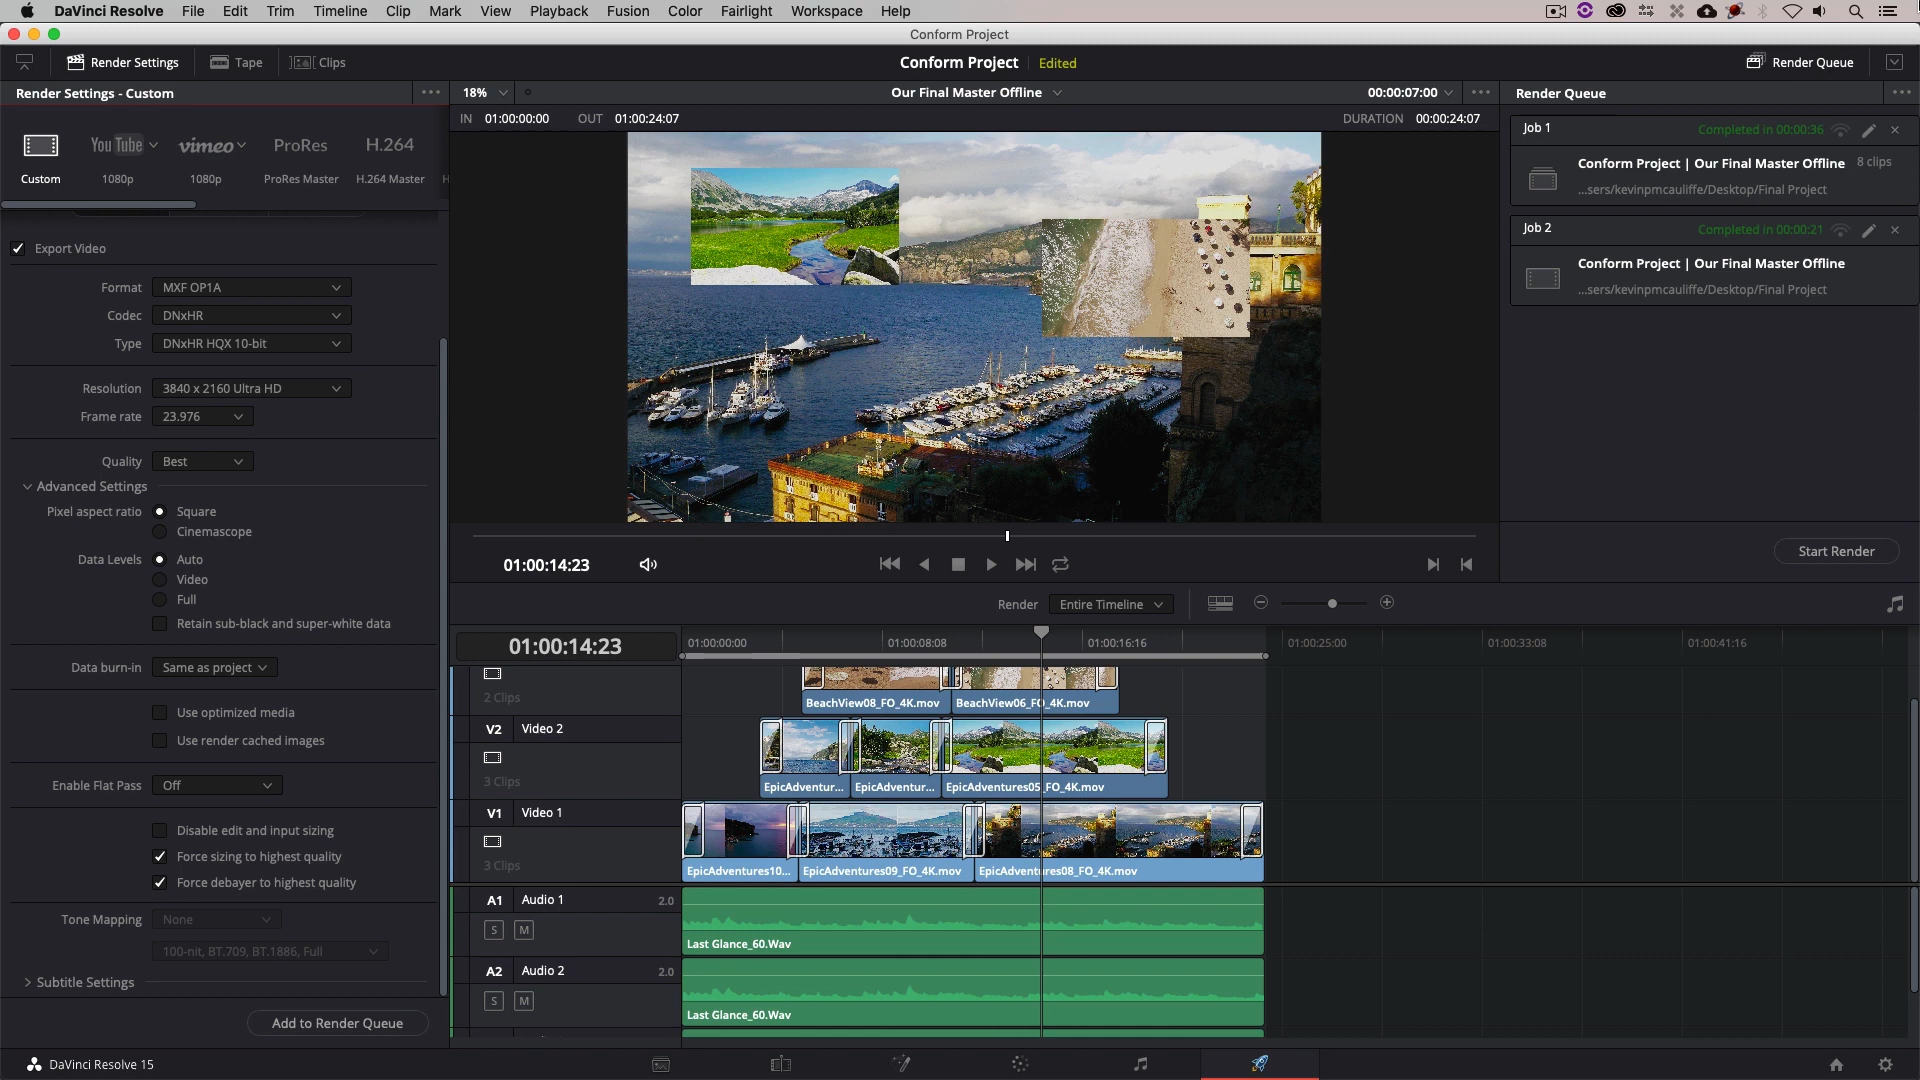 DaVinci Resolve File Edit Trim Timeline Clip Mark View Playback Fusion Color Fairlight Workspace Help
Conform Project
Render Settings Tape Clips Conform Project Edited Render Queue
Render Settings - Custom 18% Our Final Master Offline 00:00:07:00 Render Queue
IN 01:00:00:00 OUT 01:00:24:07 DURATION 00:00:24:07
YouTube vimeo ProRes H.264
Custom 1080p 1080p ProRes Master H.264 Master H
Job 1 Completed in 00:00:36
Conform Project | Our Final Master Offline 8 clips
...sers/kevinpmcauliffe/Desktop/Final Project
Job 2 Completed in 00:00:21
Conform Project | Our Final Master Offline
...sers/kevinpmcauliffe/Desktop/Final Project
Start Render
Export Video
Format MXF OP1A
Codec DNxHR
Type DNxHR HQX 10-bit
Resolution 3840 x 2160 Ultra HD
Frame rate 23.976
Quality Best
Advanced Settings
Pixel aspect ratio Square
Cinemascope
Data Levels Auto
Video
Full
Retain sub-black and super-white data
Data burn-in Same as project
Use optimized media
Use render cached images
Enable Flat Pass Off
Disable edit and input sizing
Force sizing to highest quality
Force debayer to highest quality
Tone Mapping None
100-nit, BT.709, BT.1886, Full
Subtitle Settings
Add to Render Queue
01:00:14:23
Render Entire Timeline
01:00:14:23 01:00:00:00 01:00:08:08 01:00:16:16 01:00:25:00 01:00:33:08 01:00:41:16
2 Clips BeachView08_FO_4K.mov BeachView06_FO_4K.mov
V2 Video 2
3 Clips EpicAdventur... EpicAdventur... EpicAdventures05_FO_4K.mov
V1 Video 1
3 Clips EpicAdventures10... EpicAdventures09_FO_4K.mov EpicAdventures08_FO_4K.mov
A1 Audio 1 2.0
S M
Last Glance_60.Wav
A2 Audio 2 2.0
S M
Last Glance_60.Wav
DaVinci Resolve 15